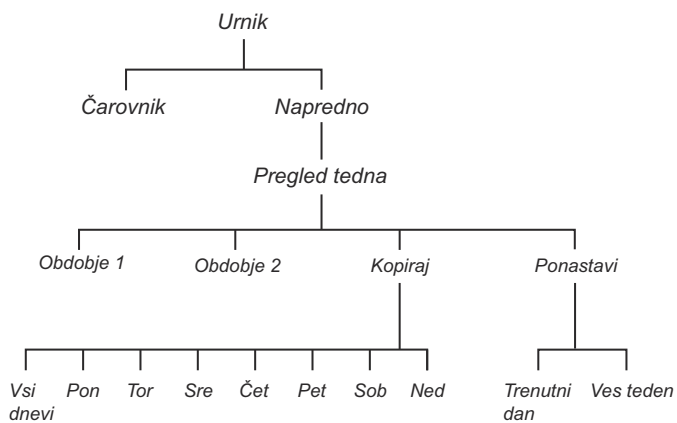 Urnik
Čarovnik
Napredno
Pregled tedna
Obdobje 1
Obdobje 2
Kopiraj
Ponastavi
Vsi
dnevi
Pon
Tor
Sre
Čet
Pet
Sob
Ned
Trenutni
dan
Ves teden